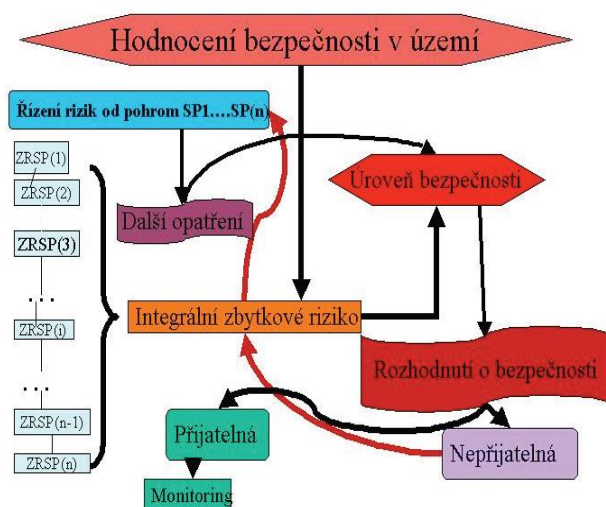 Hodnocení bezpečnosti v území
Řízení rizik od pohrom SP1....SP(n)
ZRSP(1)
ZRSP(2)
ZRSP(3)
...
ZRSP(i)
...
ZRSP(n-1)
ZRSP(n)
Další opatření
Úroveň bezpečnosti
Integrální zbytkové riziko
Rozhodnutí o bezpečnosti
Přijatelná
Nepřijatelná
Monitoring